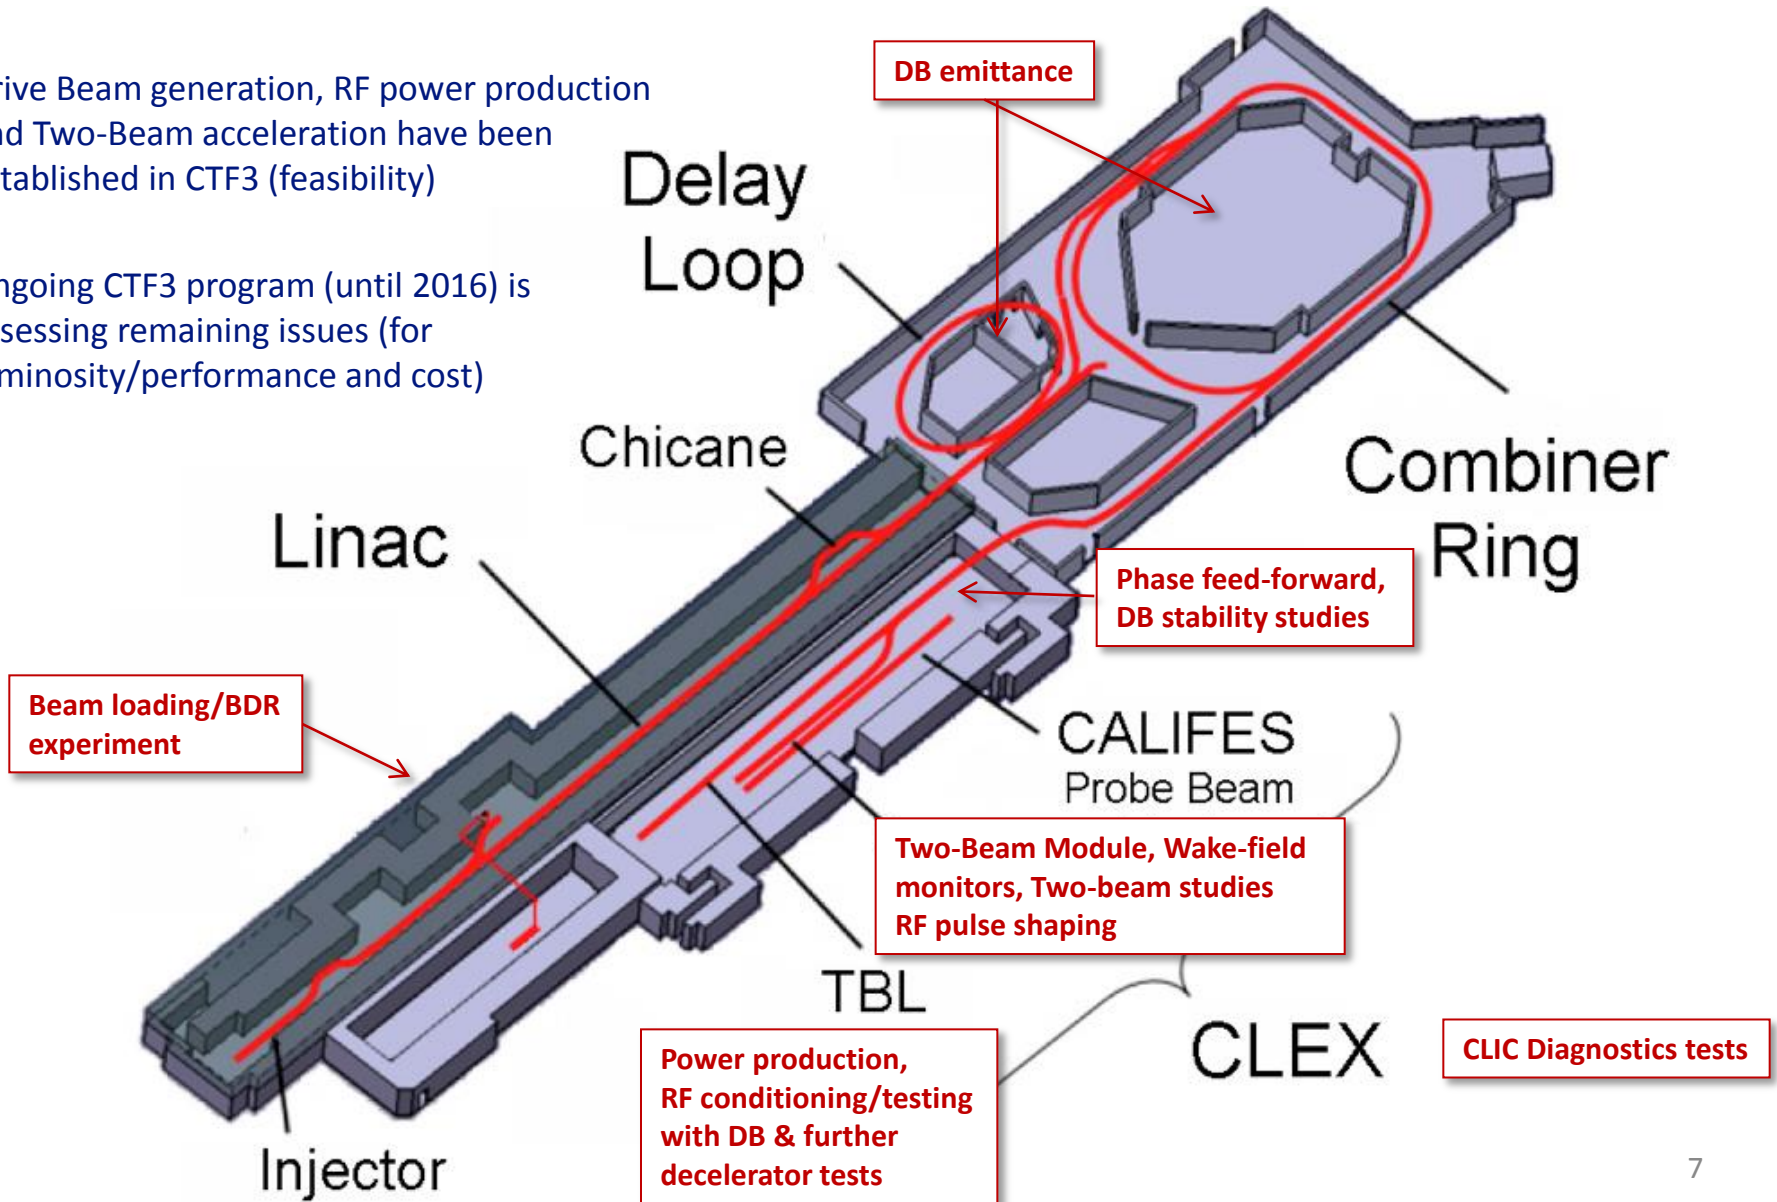 rive Beam generation, RF power production
nd Two-Beam acceleration have been
stablished in CTF3 (feasibility)
ngoing CTF3 program (until 2016) is
ssessing remaining issues (for
minosity/performance and cost)
DB emittance
Delay
Loop
Chicane
Linac
Combiner
Ring
Phase feed-forward,
DB stability studies
Beam loading/BDR
experiment
CALIFES
Probe Beam
Two-Beam Module, Wake-field
monitors, Two-beam studies
RF pulse shaping
TBL
CLEX
CLIC Diagnostics tests
Power production,
RF conditioning/testing
with DB & further
decelerator tests
Injector
7